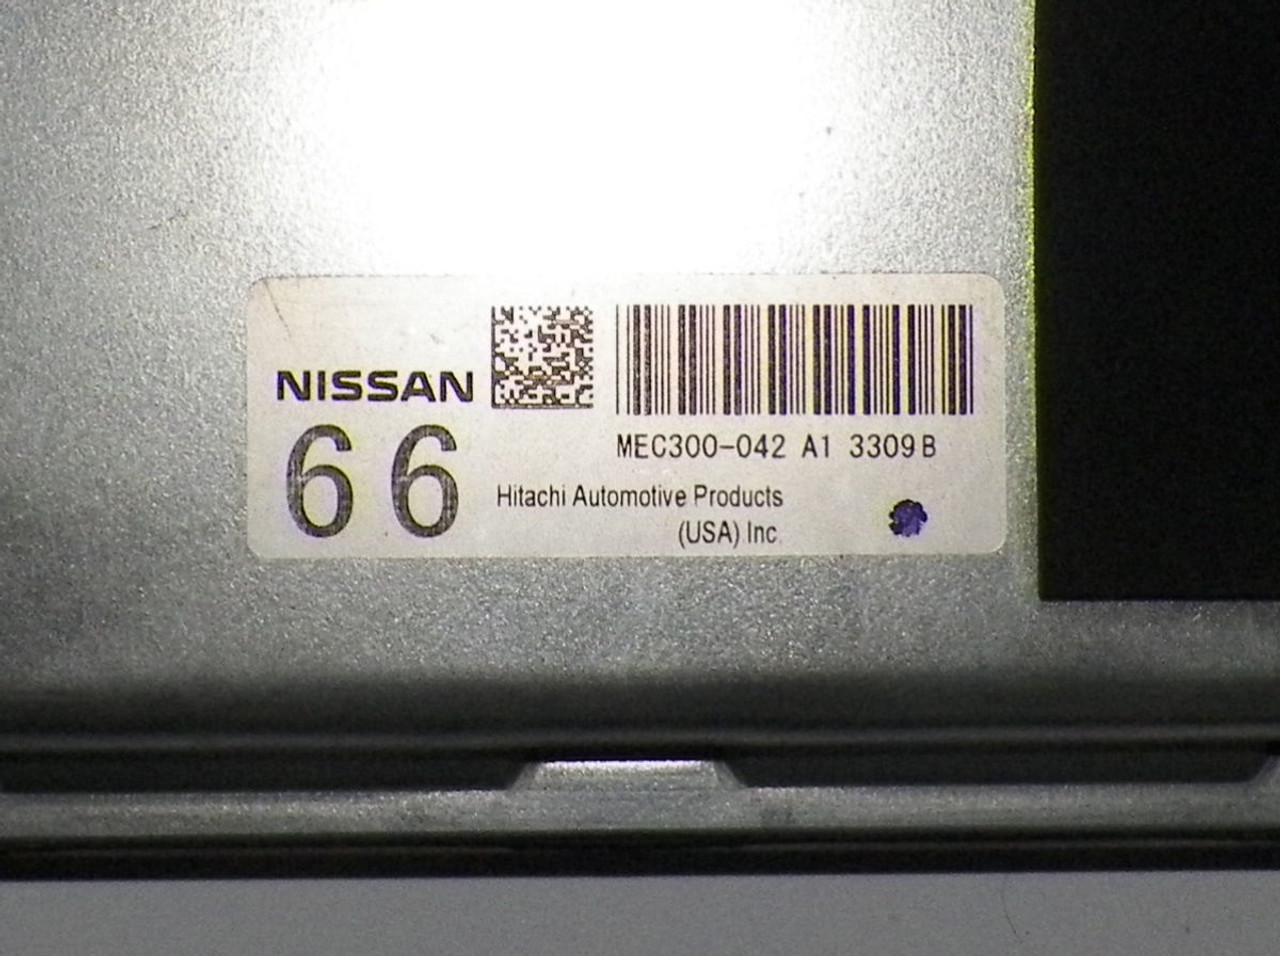 NISSAN
66
MEC300-042 A1 3309 B
Hitachi Automotive Products
(USA) Inc.